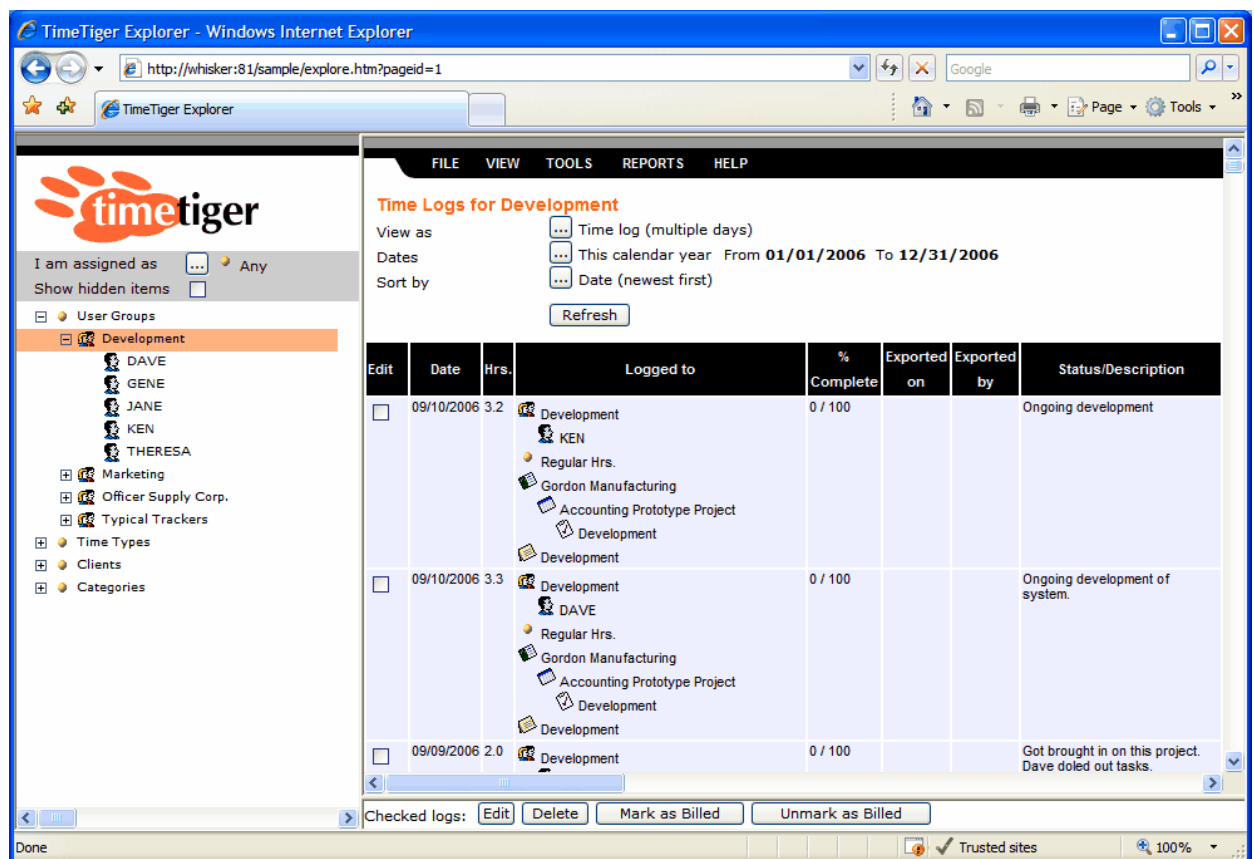 TimeTiger Explorer - Windows Internet Explorer
http://whisker:81/sample/explore.htm?pageid=1
Google
TimeTiger Explorer
Page
Tools
»
timetiger
I am assigned as ... Any
Show hidden items
User Groups
Development
DAVE
GENE
JANE
KEN
THERESA
Marketing
Officer Supply Corp.
Typical Trackers
Time Types
Clients
Categories
FILE VIEW TOOLS REPORTS HELP
Time Logs for Development
View as ... Time log (multiple days)
Dates ... This calendar year From 01/01/2006 To 12/31/2006
Sort by ... Date (newest first)
Refresh
Edit Date Hrs. Logged to % Complete Exported on Exported by Status/Description
09/10/2006 3.2 Development 0 / 100 Ongoing development
KEN
Regular Hrs.
Gordon Manufacturing
Accounting Prototype Project
Development
Development
09/10/2006 3.3 Development 0 / 100 Ongoing development of
system.
DAVE
Regular Hrs.
Gordon Manufacturing
Accounting Prototype Project
Development
Development
09/09/2006 2.0 Development 0 / 100 Got brought in on this project.
Dave doled out tasks.
Checked logs: Edit Delete Mark as Billed Unmark as Billed
Done Trusted sites 100%